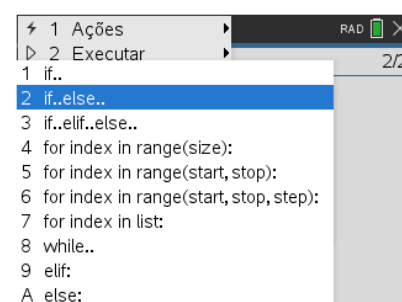 1 Ações
RAD
2 Executar
2/2
1 if..
2 if..else..
3 if..elif..else..
4 for index in range(size):
5 for index in range(start, stop):
6 for index in range(start, stop, step):
7 for index in list:
8 while..
9 elif:
A else: